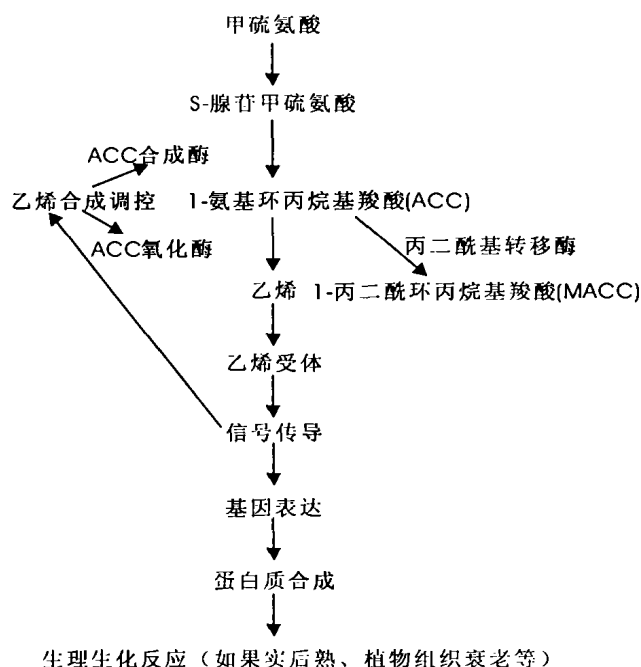 甲硫氨酸
S-腺苷甲硫氨酸
ACC合成酶
乙烯合成调控 1-氨基环丙烷基羧酸(ACC)
ACC氧化酶
丙二酰基转移酶
乙烯 1-丙二酰环丙烷基羧酸(MACC)
乙烯受体
信号传导
基因表达
蛋白质合成
生理生化反应（如果实后熟、植物组织衰老等）